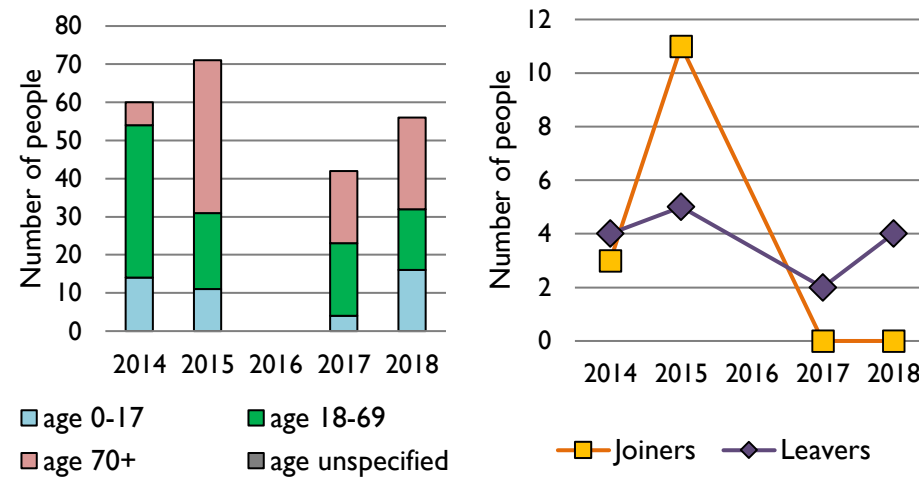 Number of people
80
70
60
50
40
30
20
10
0
2014 2015 2016 2017 2018
age 0-17 age 18-69
age 70+ age unspecified
Number of people
12
10
8
6
4
2
0
2014 2015 2016 2017 2018
Joiners Leavers